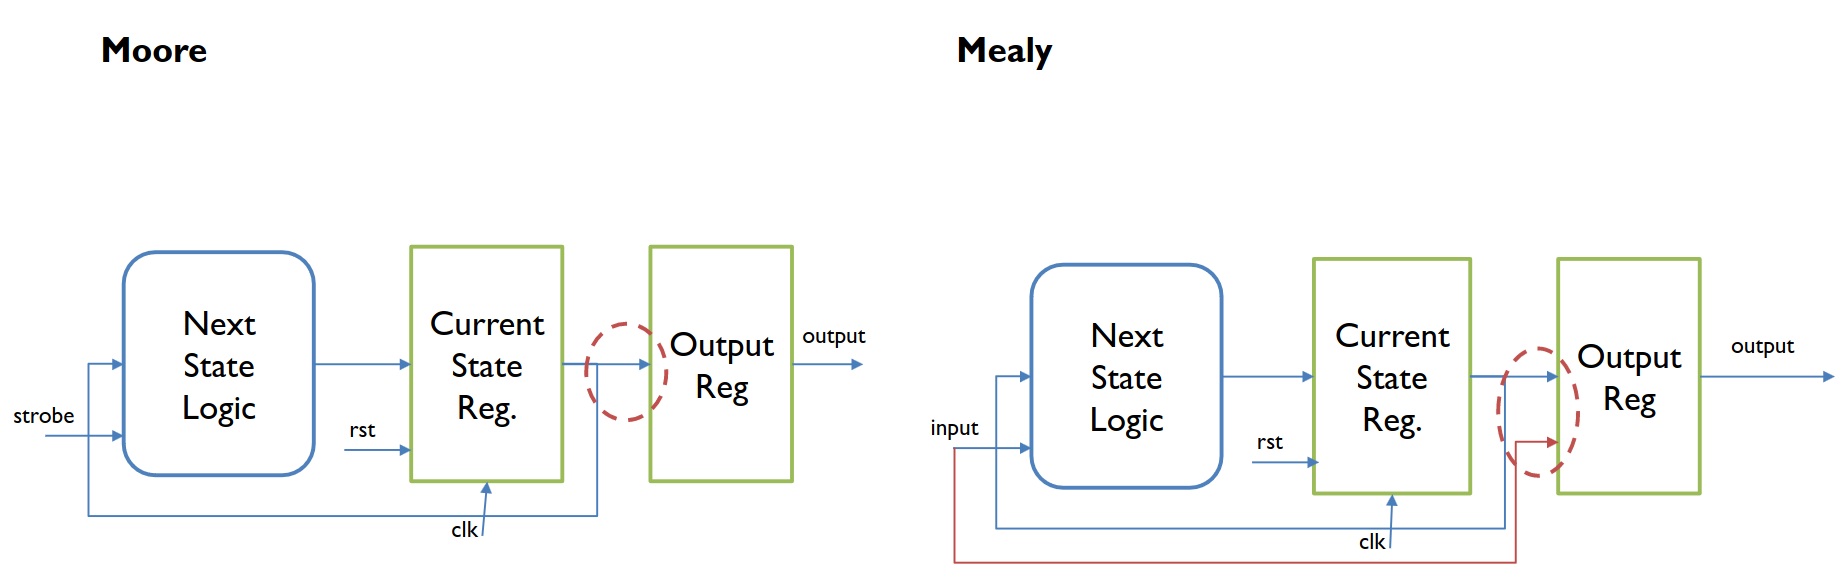 Moore
Next
State
Logic
Current
State
Reg.
Output
Reg
output
strobe
rst
clk
Mealy
Next
State
Logic
Current
State
Reg.
Output
Reg
output
input
rst
clk